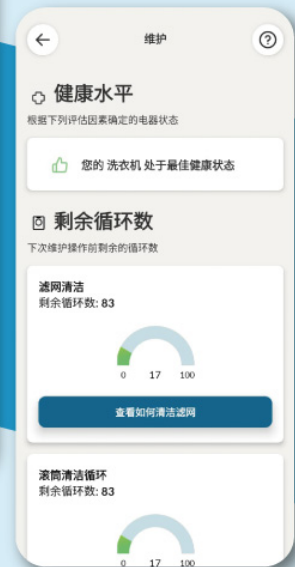 维护
健康水平
根据下列评估因素确定的电器状态
您的 洗衣机 处于最佳健康状态
剩余循环数
下次维护操作前剩余的循环数
滤网清洁
剩余循环数: 83
0 17 100
查看如何清洁滤网
滚筒清洁循环
剩余循环数: 83
0 17 100